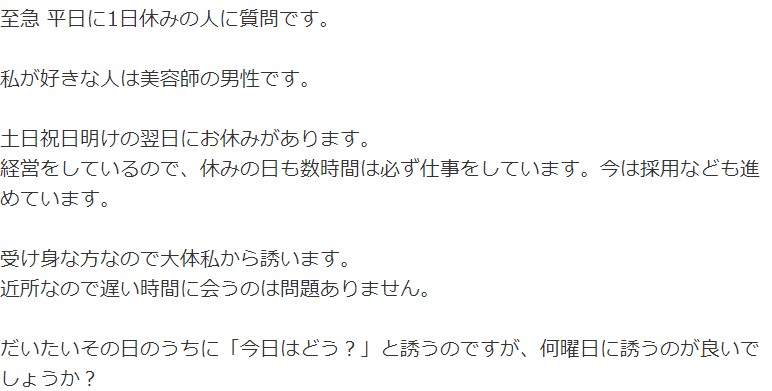 至急 平日に1日休みの人に質問です。
私が好きな人は美容師の男性です。
土日祝日明けの翌日にお休みがあります。
経営をしているので、休みの日も数時間は必ず仕事をしています。今は採用なども進
めています。
受け身な方なので大体私から誘います。
近所なので遅い時間に会うのは問題ありません。
だいたいその日のうちに「今日はどう？」と誘うのですが、何曜日に誘うのが良いで
しょうか？